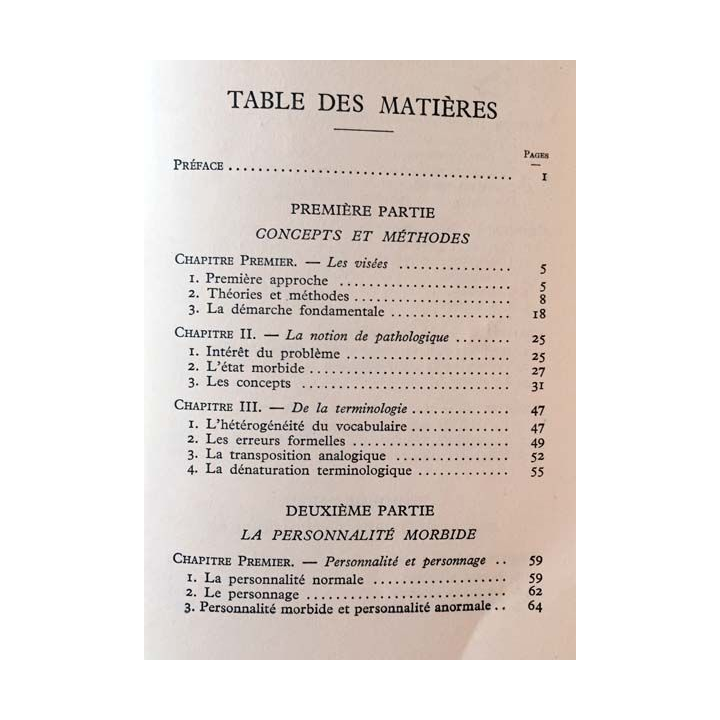 TABLE DES MATIÈRES
PAGES
PRÉFACE ........................................ 1
PREMIÈRE PARTIE
CONCEPTS ET MÉTHODES
CHAPITRE PREMIER. — Les visées ................ 5
1. Première approche ........................ 5
2. Théories et méthodes ...................... 8
3. La démarche fondamentale ................ 18
CHAPITRE II. — La notion de pathologique ........ 25
1. Intérêt du problème ...................... 25
2. L'état morbide ............................ 27
3. Les concepts .............................. 31
CHAPITRE III. — De la terminologie .............. 47
1. L'hétérogénéité du vocabulaire .............. 47
2. Les erreurs formelles ...................... 49
3. La transposition analogique ................ 52
4. La dénaturation terminologique ............. 55
DEUXIÈME PARTIE
LA PERSONNALITÉ MORBIDE
CHAPITRE PREMIER. — Personnalité et personnage .. 59
1. La personnalité normale ................... 59
2. Le personnage ............................. 62
3. Personnalité morbide et personnalité anormale .. 64